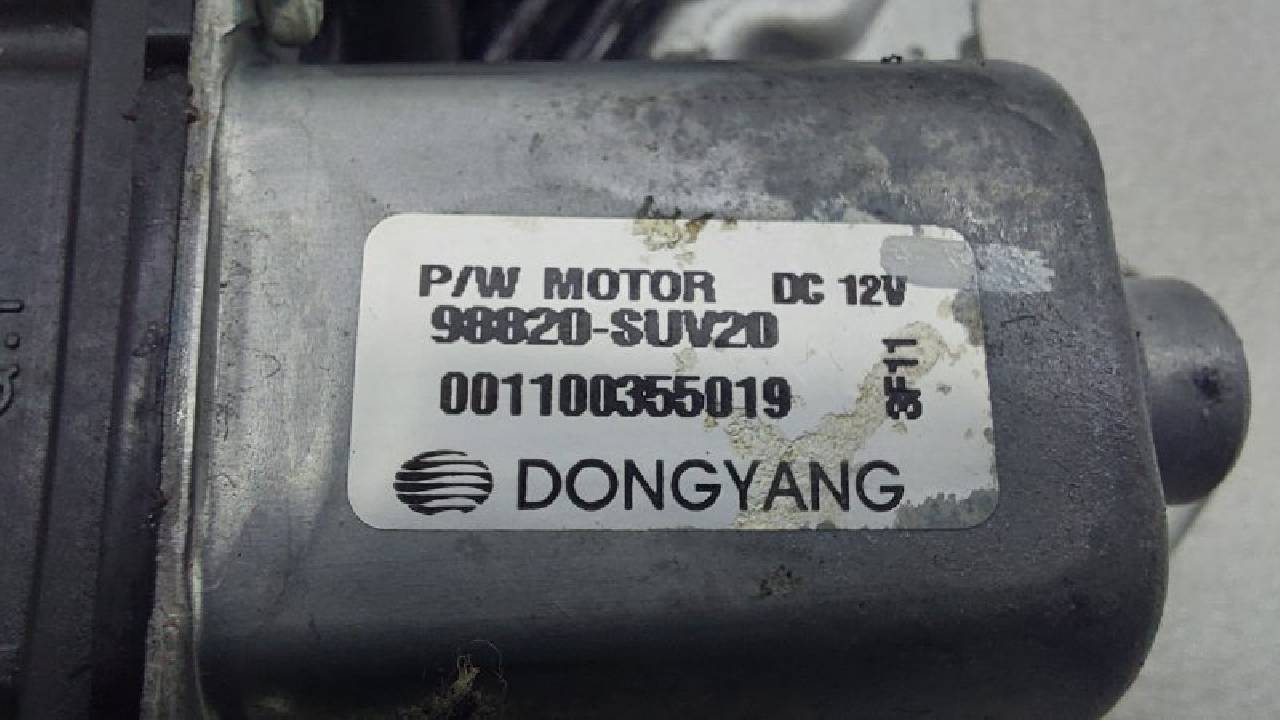 P/W MOTOR DC 12V
98820-SUV20
001100355019
3F11
DONGYANG